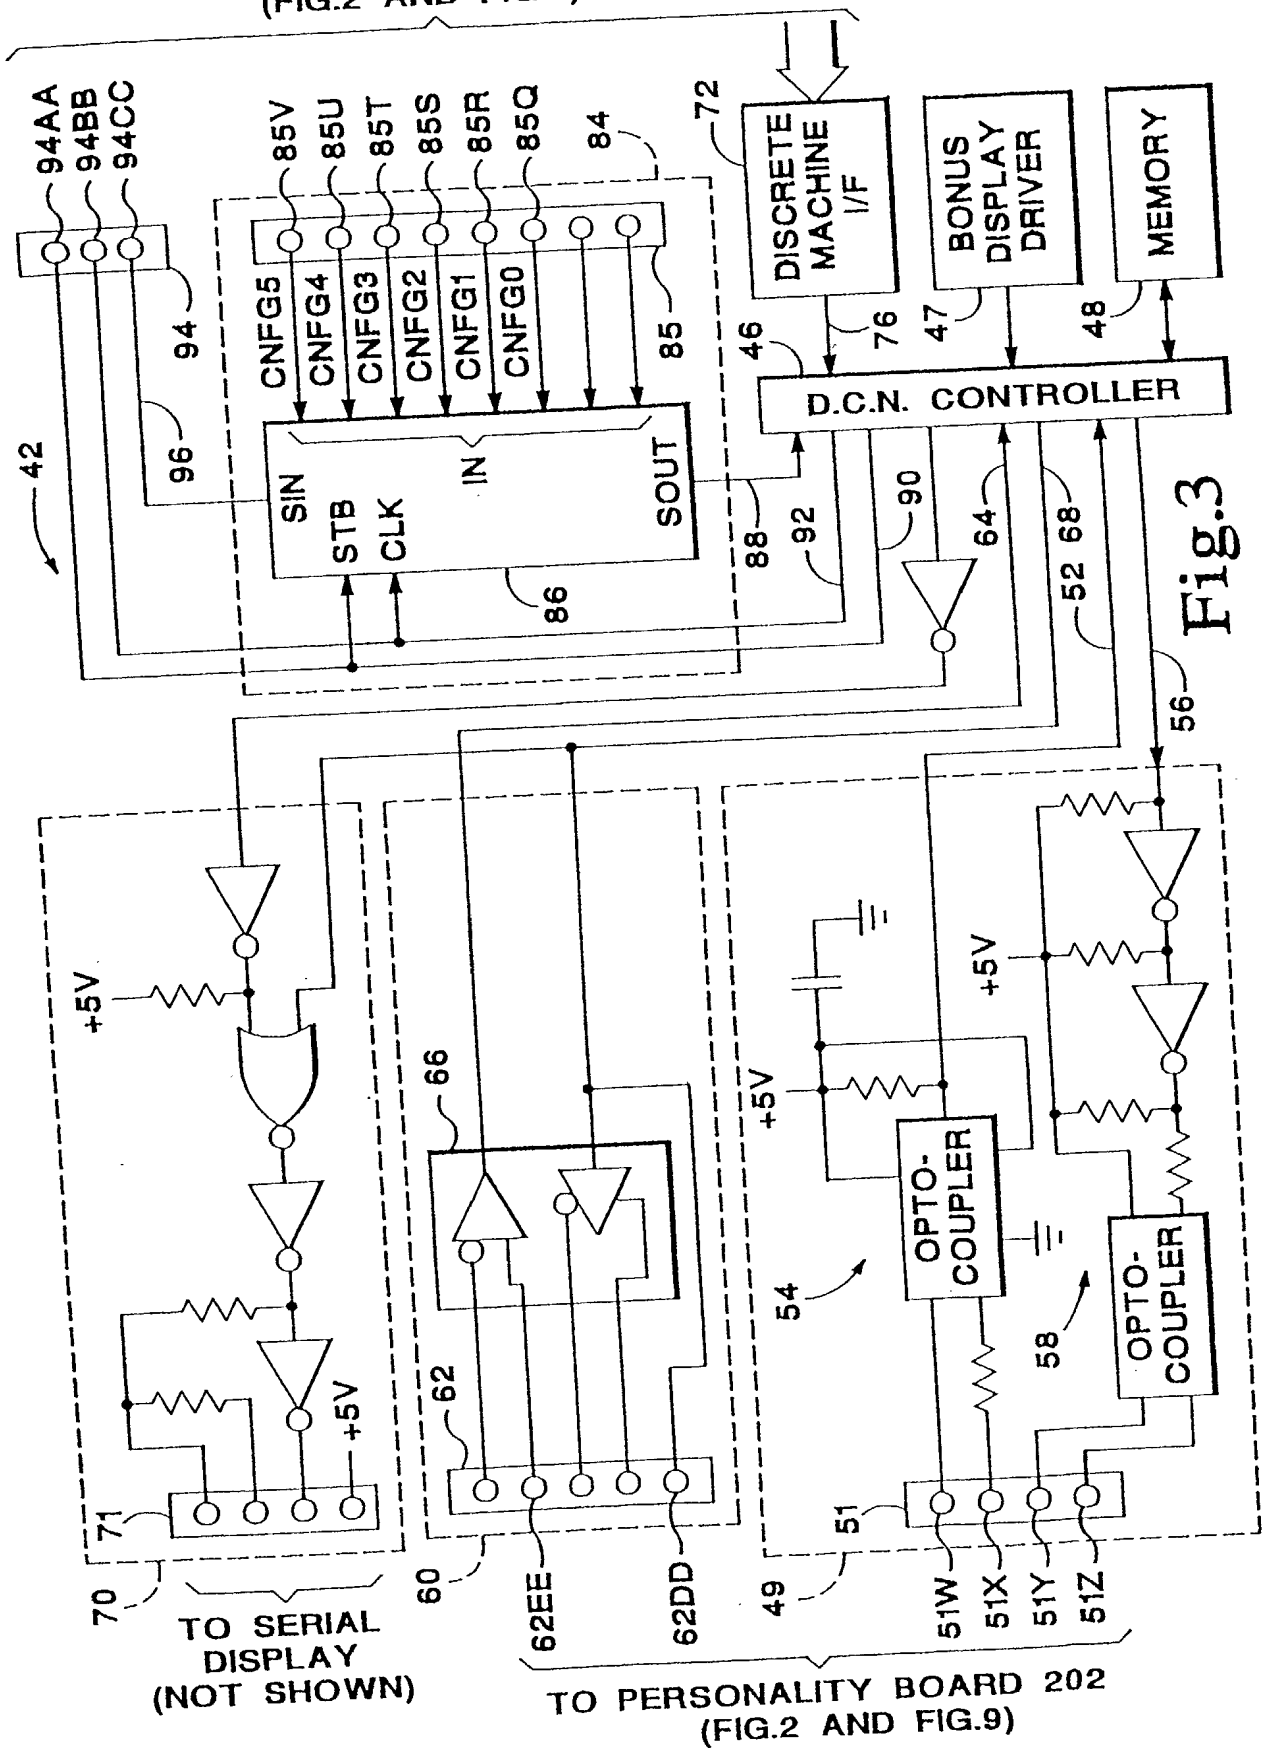 (FIG.2 AND
94AA
94BB
94CC
94
96
42
85V
85U
85T
85S
85R
85Q
84
CNFG5
CNFG4
CNFG3
CNFG2
CNFG1
CNFG0
85
SIN
STB
CLK
IN
SOUT
86
88
72
DISCRETE
MACHINE
I/F
76
BONUS
DISPLAY
DRIVER
47
MEMORY
48
46
D.C.N. CONTROLLER
92
90
64
68
52
56
Fig.3
+5V
71
+5V
70
TO SERIAL
DISPLAY
(NOT SHOWN)
66
62
60
62EE
62DD
+5V
+5V
OPTO-
COUPLER
54
OPTO-
COUPLER
58
51
49
51W
51X
51Y
51Z
TO PERSONALITY BOARD 202
(FIG.2 AND FIG.9)